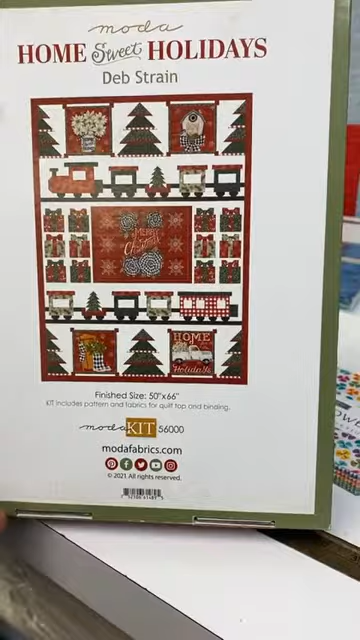 moda
HOME Sweet HOLIDAYS
Deb Strain
MERRY
Christmas
HOME
Holidays
Finished Size: 50"x66"
KIT includes pattern and fabrics for quilt top and binding.
moda KIT 56000
modafabrics.com
© 2021 All rights reserved.